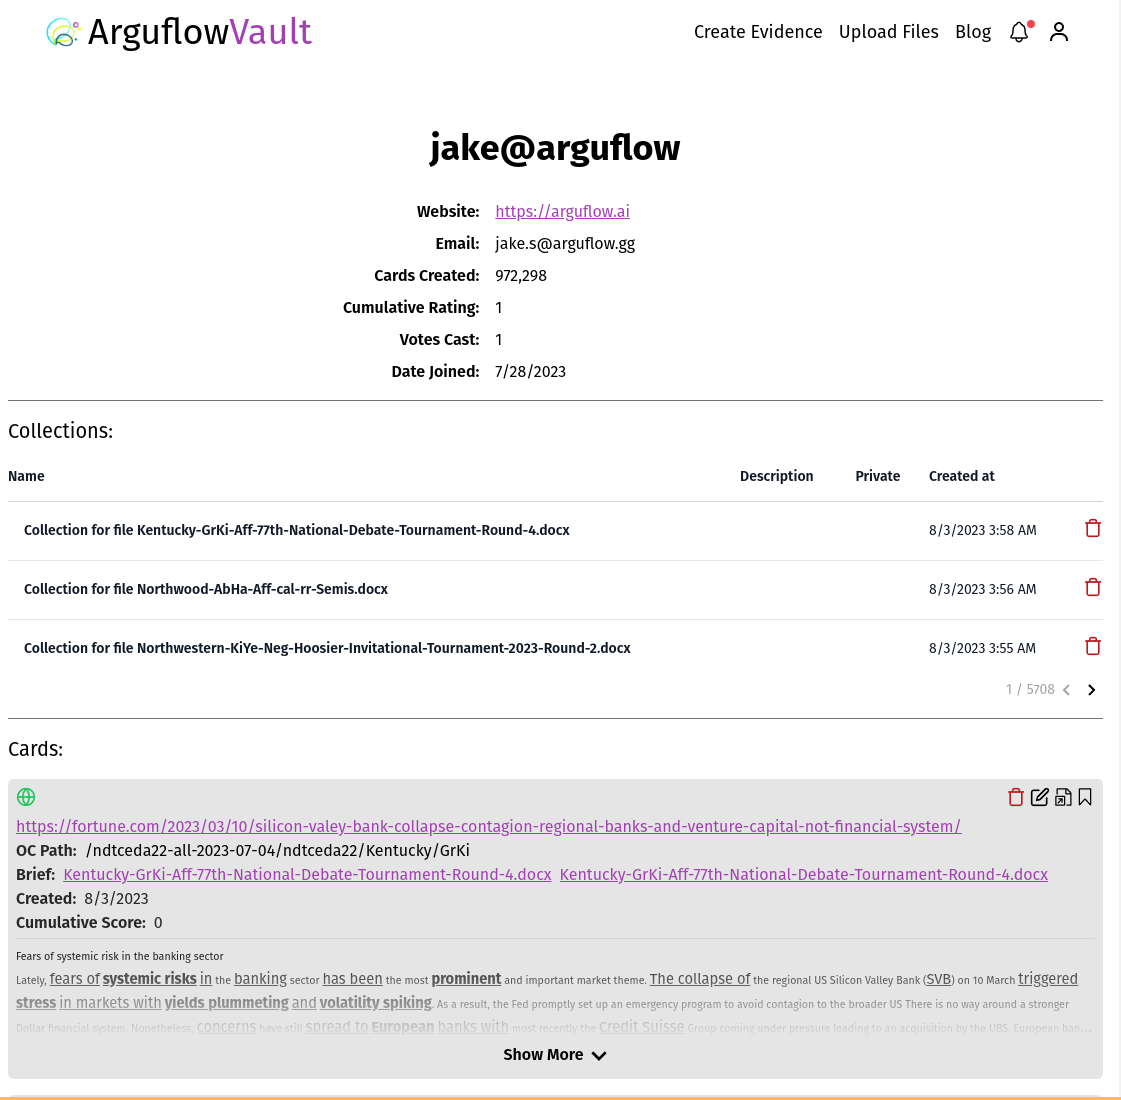 ArguflowVault
Create Evidence Upload Files Blog
jake@arguflow
Website: https://arguflow.ai
Email: jake.s@arguflow.gg
Cards Created: 972,298
Cumulative Rating: 1
Votes Cast: 1
Date Joined: 7/28/2023
Collections:
Name Description Private Created at
Collection for file Kentucky-GrKi-Aff-77th-National-Debate-Tournament-Round-4.docx 8/3/2023 3:58 AM
Collection for file Northwood-AbHa-Aff-cal-rr-Semis.docx 8/3/2023 3:56 AM
Collection for file Northwestern-KiYe-Neg-Hoosier-Invitational-Tournament-2023-Round-2.docx 8/3/2023 3:55 AM
1 / 5708
Cards:
https://fortune.com/2023/03/10/silicon-valey-bank-collapse-contagion-regional-banks-and-venture-capital-not-financial-system/
OC Path: /ndtceda22-all-2023-07-04/ndtceda22/Kentucky/GrKi
Brief: Kentucky-GrKi-Aff-77th-National-Debate-Tournament-Round-4.docx Kentucky-GrKi-Aff-77th-National-Debate-Tournament-Round-4.docx
Created: 8/3/2023
Cumulative Score: 0
Fears of systemic risk in the banking sector
Lately, fears of systemic risks in the banking sector has been the most prominent and important market theme. The collapse of the regional US Silicon Valley Bank (SVB) on 10 March triggered
stress in markets with yields plummeting and volatility spiking. As a result, the Fed promptly set up an emergency program to avoid contagion to the broader US There is no way around a stronger
Dollar financial system. Nonetheless, concerns have still spread to European banks with most recently the Credit Suisse Group coming under pressure leading to an acquisition by the UBS. European ban...
Show More